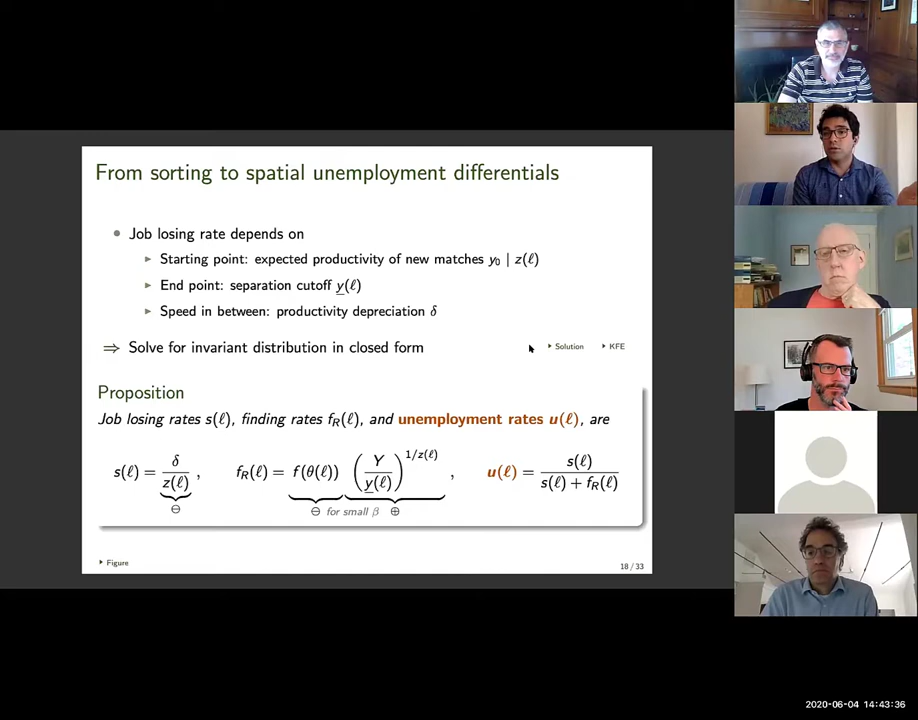 From sorting to spatial unemployment differentials
• Job losing rate depends on
▸ Starting point: expected productivity of new matches y₀ | z(ℓ)
▸ End point: separation cutoff y̲(ℓ)
▸ Speed in between: productivity depreciation δ
⇒ Solve for invariant distribution in closed form ▸ Solution ▸ KFE
Proposition
Job losing rates s(ℓ), finding rates f_R(ℓ), and unemployment rates u(ℓ), are
s(ℓ) = δ / z(ℓ) , f_R(ℓ) = f(θ(ℓ)) (Y / y̲(ℓ))^{1/z(ℓ)} , u(ℓ) = s(ℓ) / (s(ℓ) + f_R(ℓ))
⊖ ⊖ for small β ⊕
▸ Figure 18 / 33
2020-06-04 14:43:36